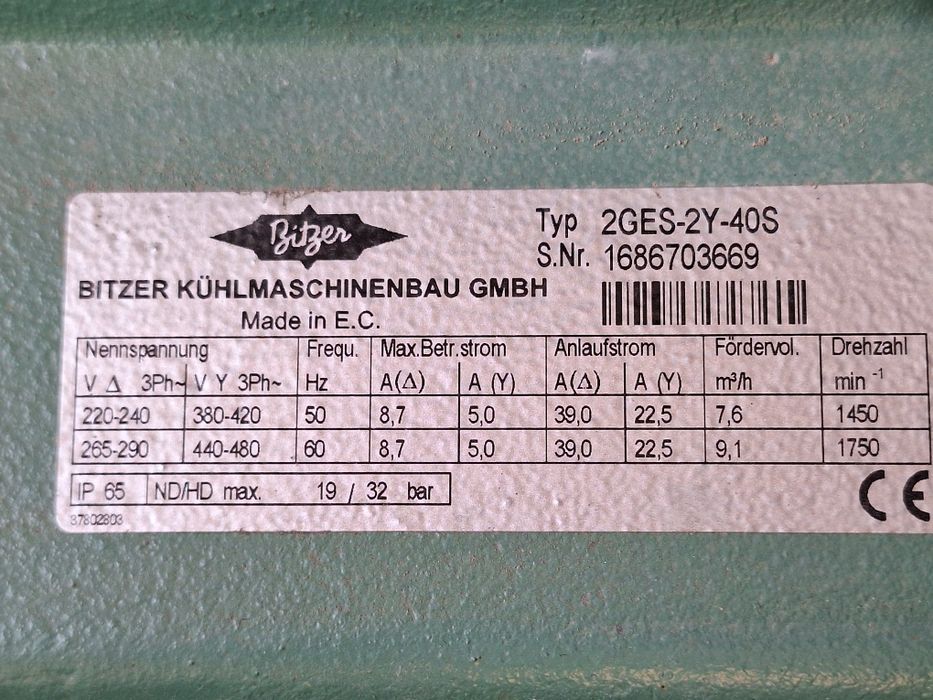 Bitzer
Typ 2GES-2Y-40S
S.Nr. 1686703669
BITZER KÜHLMASCHINENBAU GMBH
Made in E.C.
Nennspannung Frequ. Max.Betr.strom Anlaufstrom Fördervol. Drehzahl
V Δ 3Ph~ V Y 3Ph~ Hz A(Δ) A (Y) A(Δ) A (Y) m³/h min -1
220-240 380-420 50 8,7 5,0 39,0 22,5 7,6 1450
265-290 440-480 60 8,7 5,0 39,0 22,5 9,1 1750
IP 65 ND/HD max. 19 / 32 bar
CE
37802803